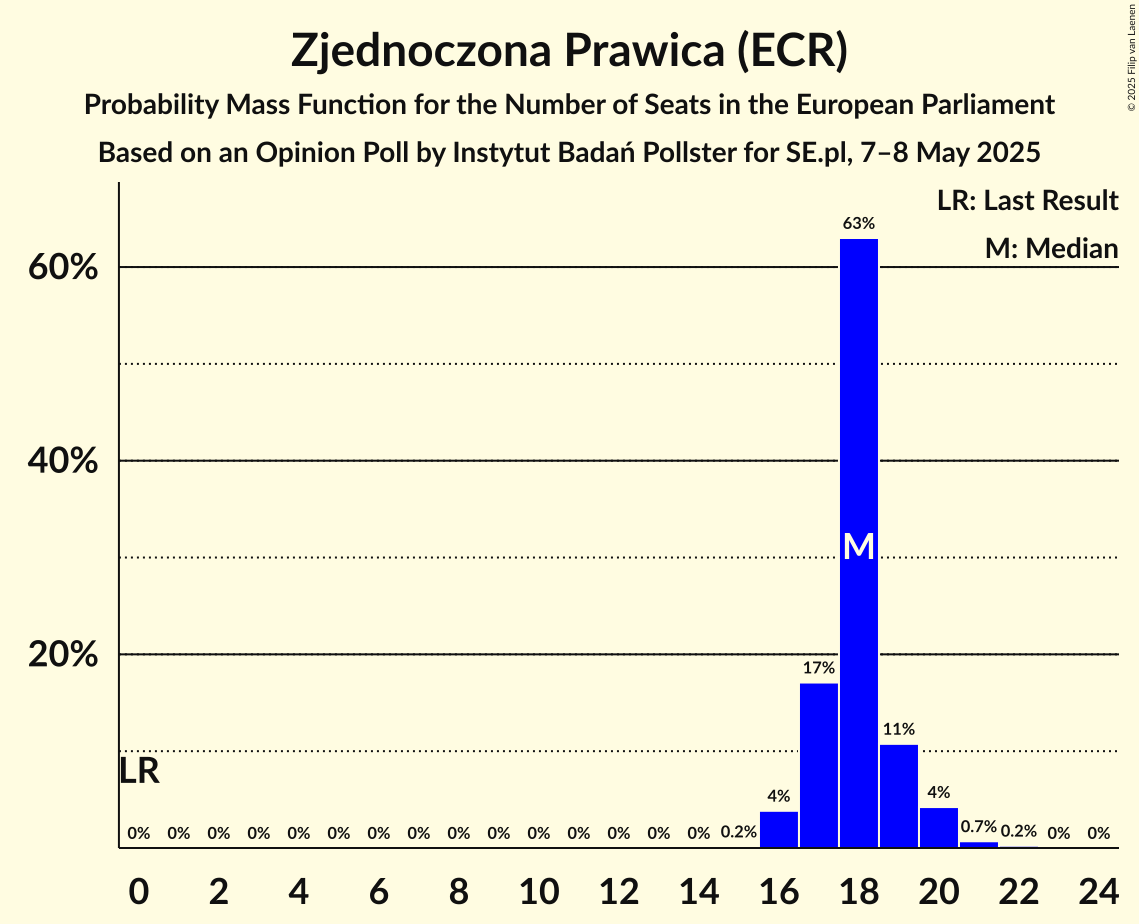 Zjednoczona Prawica (ECR)
Probability Mass Function for the Number of Seats in the European Parliament
Based on an Opinion Poll by Instytut Badań Pollster for SE.pl, 7–8 May 2025
© 2025 Filip van Laenen
LR: Last Result
M: Median
63%
60%
40%
M
20%
17%
11%
LR
4%
4%
0% 0% 0% 0% 0% 0% 0% 0% 0% 0% 0% 0% 0% 0% 0% 0.2% 0.7% 0.2% 0% 0%
0 2 4 6 8 10 12 14 16 18 20 22 24